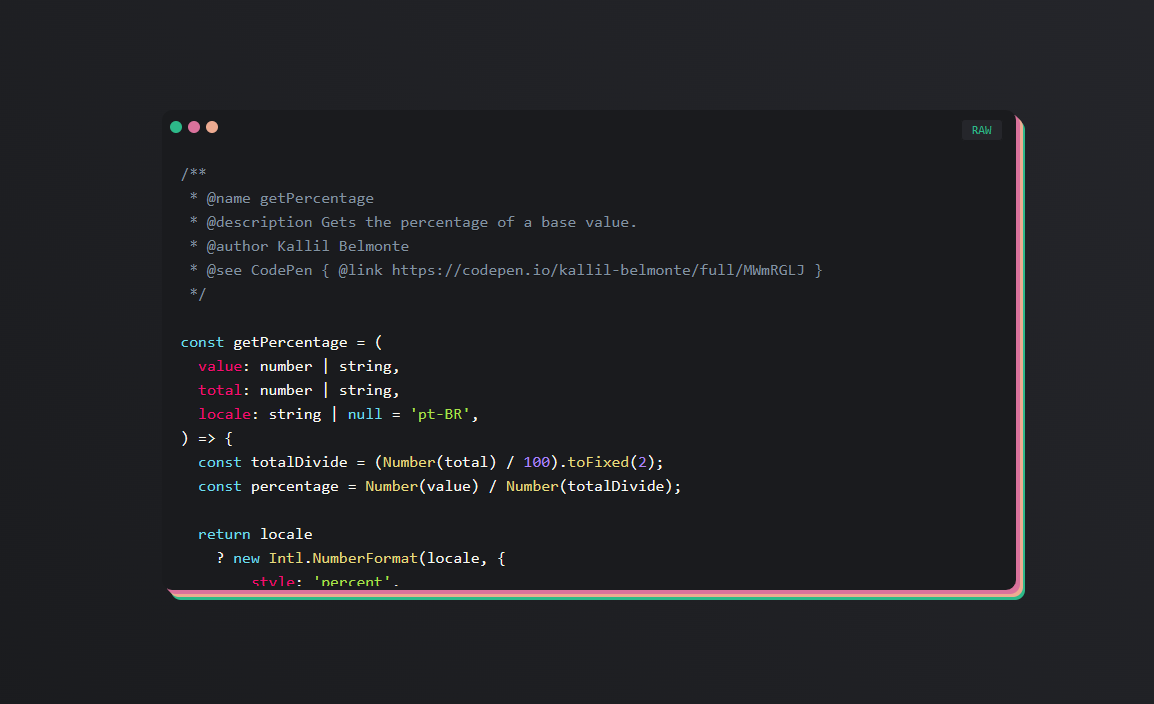 RAW
/**
 * @name getPercentage
 * @description Gets the percentage of a base value.
 * @author Kallil Belmonte
 * @see CodePen { @link https://codepen.io/kallil-belmonte/full/MWmRGLJ }
 */
const getPercentage = (
  value: number | string,
  total: number | string,
  locale: string | null = 'pt-BR',
) => {
  const totalDivide = (Number(total) / 100).toFixed(2);
  const percentage = Number(value) / Number(totalDivide);
  return locale
    ? new Intl.NumberFormat(locale, {
        style: 'percent',